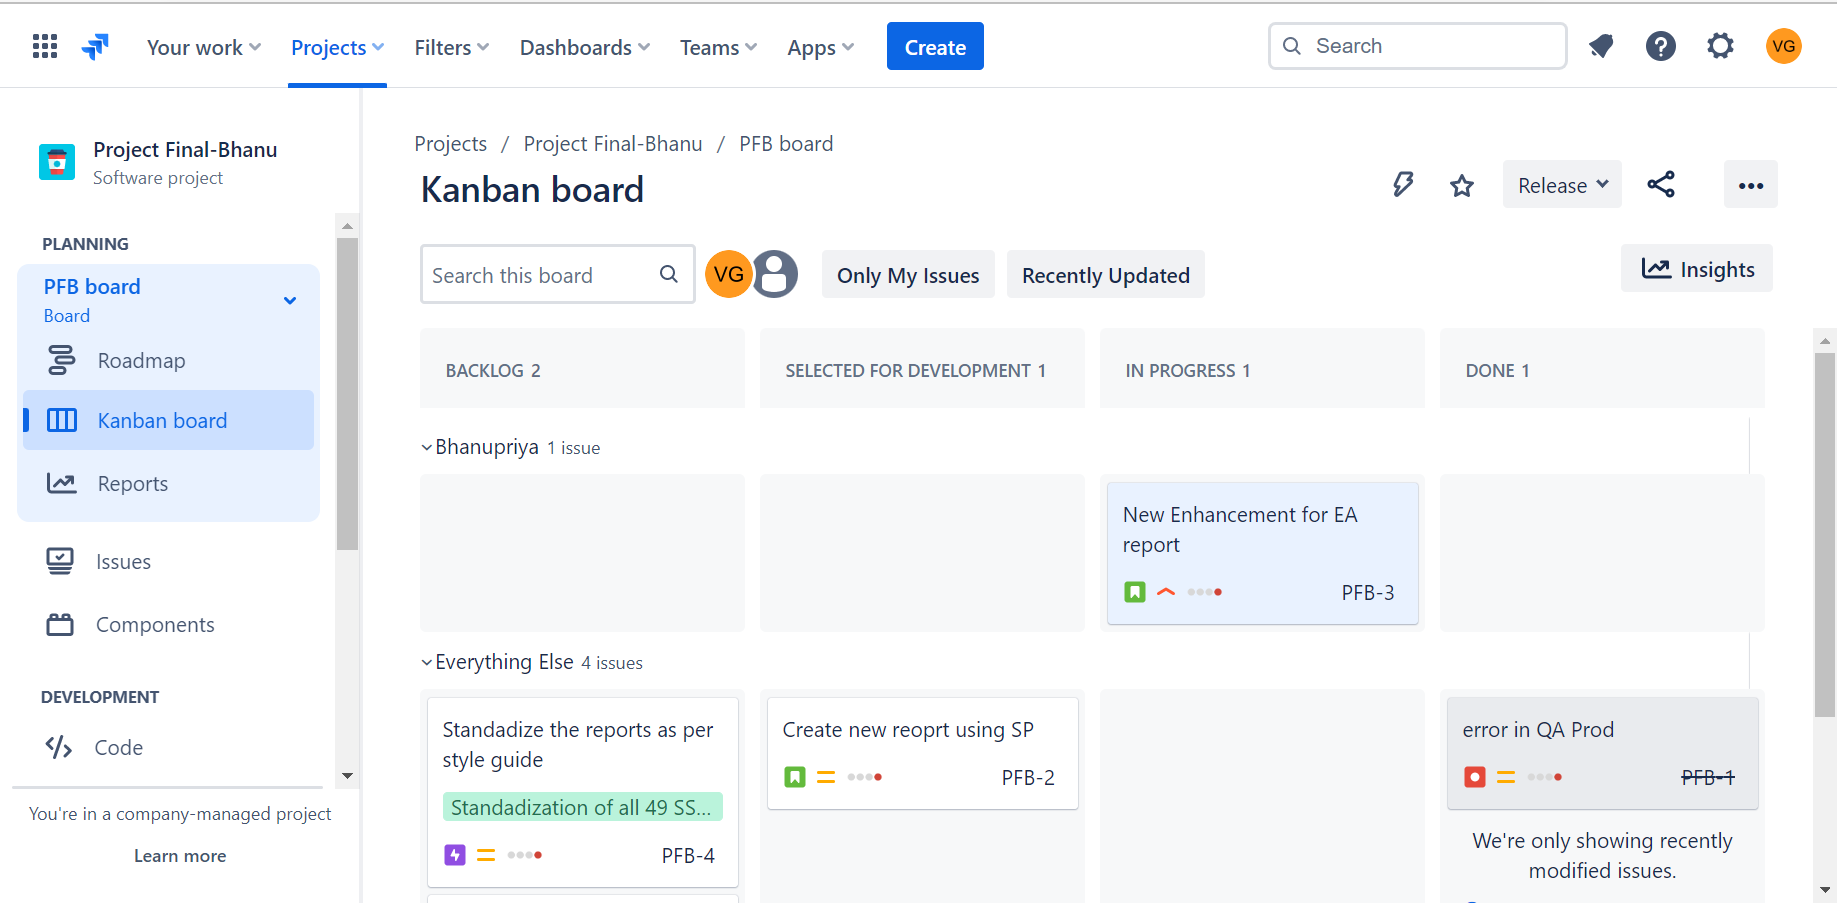 Your work
Projects
Filters
Dashboards
Teams
Apps
Create
Search
VG
Project Final-Bhanu
Software project
PLANNING
PFB board
Board
Roadmap
Kanban board
Reports
Issues
Components
DEVELOPMENT
Code
You're in a company-managed project
Learn more
Projects / Project Final-Bhanu / PFB board
Kanban board
Release
Search this board
VG
Only My Issues
Recently Updated
Insights
BACKLOG 2
SELECTED FOR DEVELOPMENT 1
IN PROGRESS 1
DONE 1
Bhanupriya 1 issue
New Enhancement for EA
report
PFB-3
Everything Else 4 issues
Standadize the reports as per
style guide
Standadization of all 49 SS...
PFB-4
Create new reoprt using SP
PFB-2
error in QA Prod
PFB-1
We're only showing recently
modified issues.